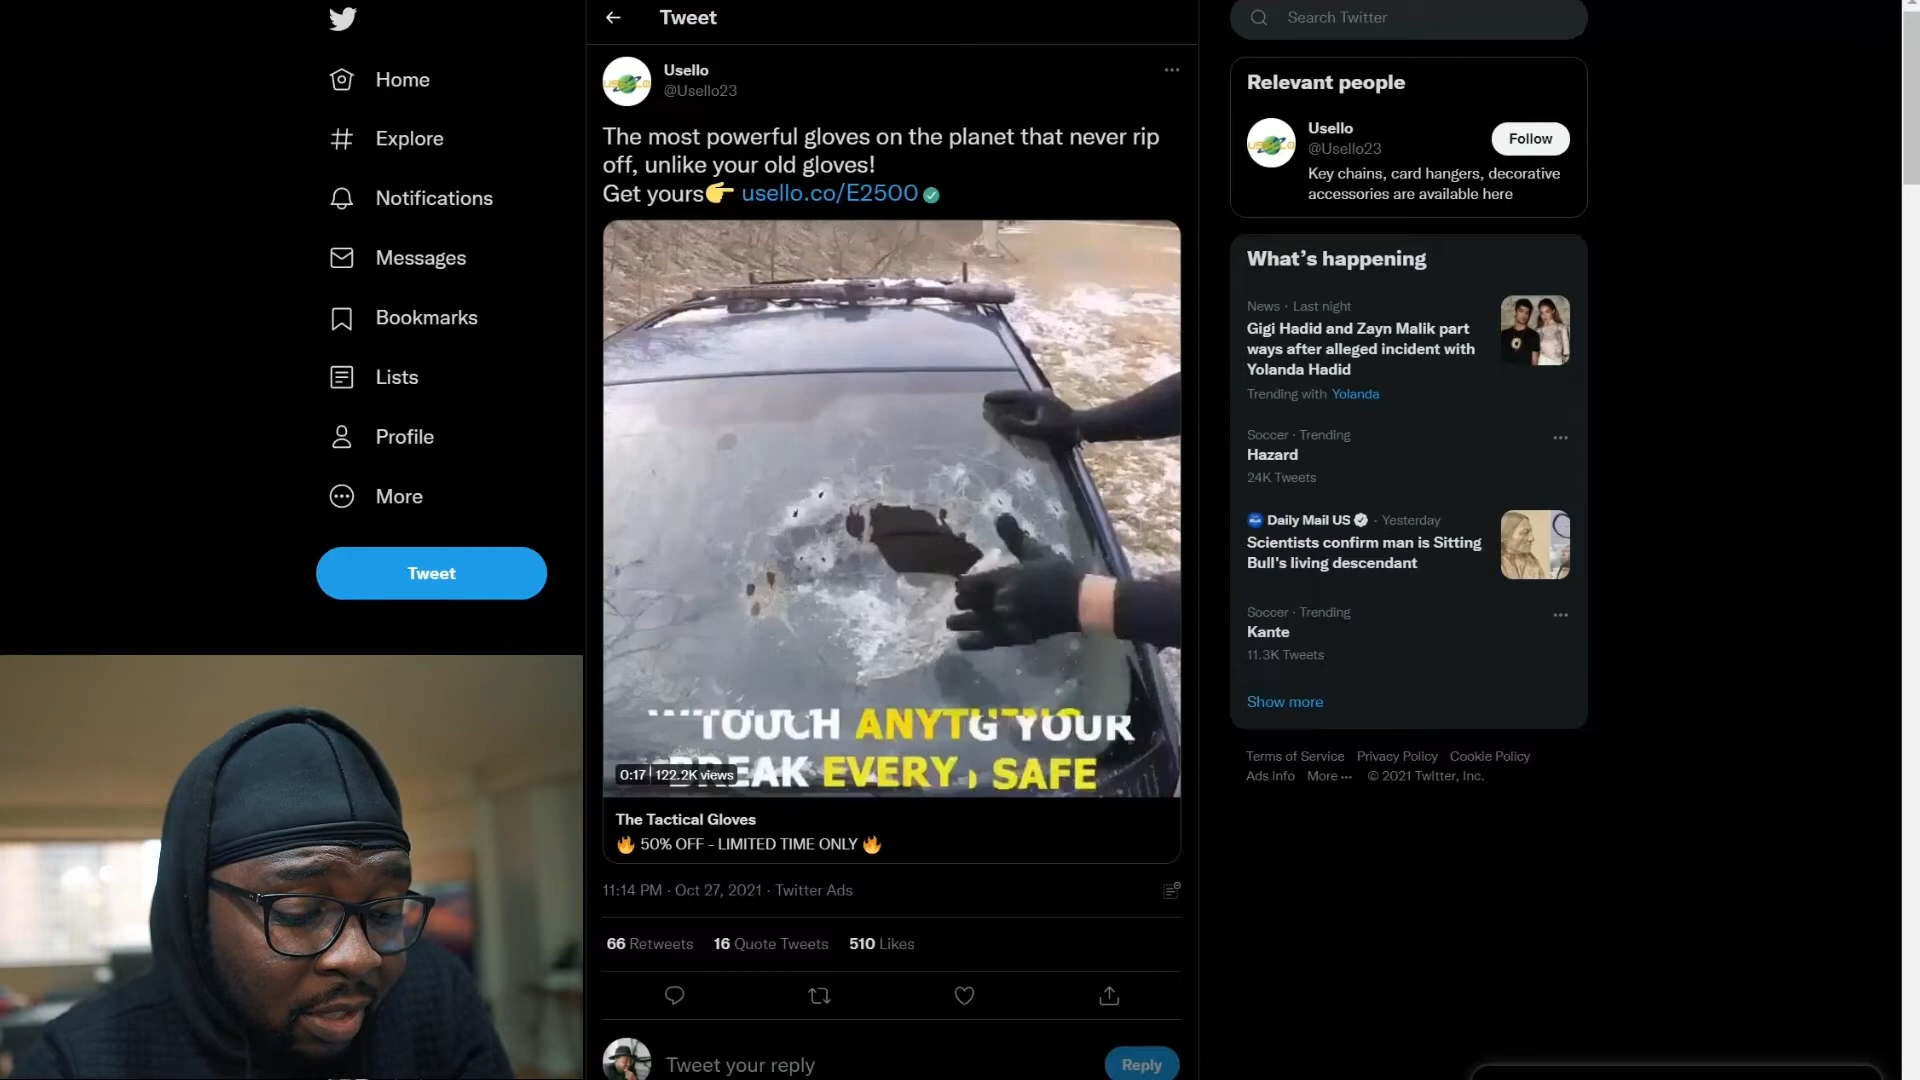 Home
Explore
Notifications
Messages
Bookmarks
Lists
Profile
More
Tweet
Tweet
Usello
@Usello23
The most powerful gloves on the planet that never rip
off, unlike your old gloves!
Get yours👉 usello.co/E2500
TOUCH YOUR
EVERY SAFE
0:17 | 122.2K views
The Tactical Gloves
🔥 50% OFF - LIMITED TIME ONLY 🔥
11:14 PM · Oct 27, 2021 · Twitter Ads
66 Retweets 16 Quote Tweets 510 Likes
Tweet your reply
Reply
Search Twitter
Relevant people
Usello
@Usello23
Follow
Key chains, card hangers, decorative
accessories are available here
What's happening
News · Last night
Gigi Hadid and Zayn Malik part
ways after alleged incident with
Yolanda Hadid
Trending with Yolanda
Soccer · Trending
Hazard
24K Tweets
Daily Mail US · Yesterday
Scientists confirm man is Sitting
Bull's living descendant
Soccer · Trending
Kante
11.3K Tweets
Show more
Terms of Service Privacy Policy Cookie Policy
Ads info More ··· © 2021 Twitter, Inc.